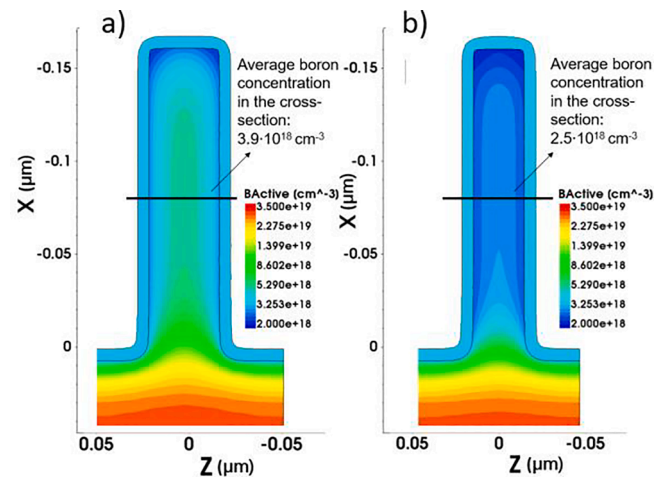 a)
-0.15
-0.1
-0.05
0
X (μm)
Average boron
concentration
in the cross-
section:
3.9·10¹⁸ cm⁻³
BActive (cm^-3)
3.500e+19
2.275e+19
1.399e+19
8.602e+18
5.290e+18
3.253e+18
2.000e+18
0.05
0
-0.05
Z (μm)
b)
-0.15
-0.1
-0.05
0
X (μm)
Average boron
concentration
in the cross-
section:
2.5·10¹⁸ cm⁻³
BActive (cm^-3)
3.500e+19
2.275e+19
1.399e+19
8.602e+18
5.290e+18
3.253e+18
2.000e+18
0.05
0
-0.05
Z (μm)